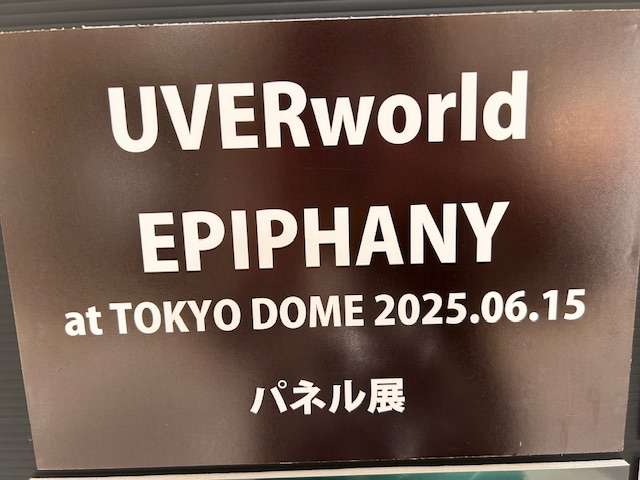 UVERworld
EPIPHANY
at TOKYO DOME 2025.06.15
パネル展